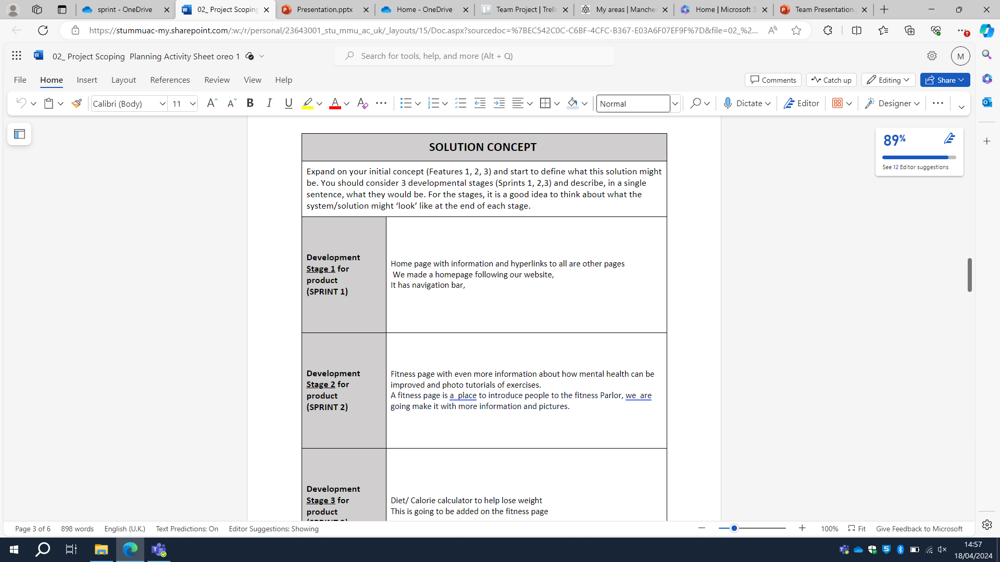 sprint - OneDrive
02_ Project Scoping
Presentation.pptx
Home - OneDrive
Team Project | Trell
My areas | Manches
Home | Microsoft 3
Team Presentation.
https://stummuac-my.sharepoint.com/:w:/r/personal/23643001_stu_mmu_ac_uk/_layouts/15/Doc.aspx?sourcedoc=%7BEC542C0C-C6BF-4CFC-B367-E03A6F07EF9F%7D&file=02_%2...
02_ Project Scoping  Planning Activity Sheet oreo 1
Search for tools, help, and more (Alt + Q)
M
File Home Insert Layout References Review View Help
Comments Catch up Editing Share
Calibri (Body) 11 Normal Dictate Editor Designer
89%
See 12 Editor suggestions
SOLUTION CONCEPT
Expand on your initial concept (Features 1, 2, 3) and start to define what this solution might
be. You should consider 3 developmental stages (Sprints 1, 2,3) and describe, in a single
sentence, what they would be. For the stages, it is a good idea to think about what the
system/solution might ‘look’ like at the end of each stage.
Development
Stage 1 for
product
(SPRINT 1)
Home page with information and hyperlinks to all are other pages
We made a homepage following our website,
It has navigation bar,
Development
Stage 2 for
product
(SPRINT 2)
Fitness page with even more information about how mental health can be
improved and photo tutorials of exercises.
A fitness page is a  place to introduce people to the fitness Parlor, we  are
going make it with more information and pictures.
Development
Stage 3 for
product
Diet/ Calorie calculator to help lose weight
This is going to be added on the fitness page
Page 3 of 6 898 words English (U.K.) Text Predictions: On Editor Suggestions: Showing
100% Fit Give Feedback to Microsoft
14:57
18/04/2024